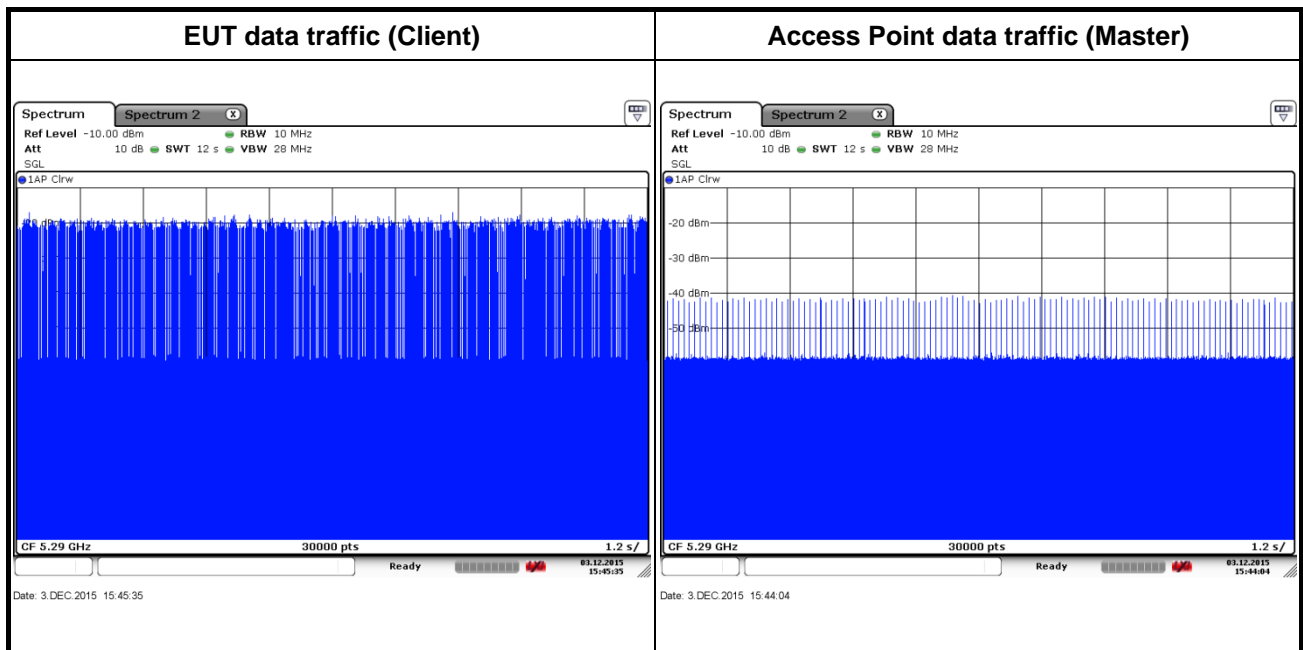 EUT data traffic (Client)
Access Point data traffic (Master)
Spectrum
Spectrum 2
X
Ref Level -10.00 dBm
RBW 10 MHz
Att
10 dB
SWT 12 s
VBW 28 MHz
SGL
1AP Clrw
CF 5.29 GHz
30000 pts
1.2 s/
Ready
03.12.2015
15:45:35
Date: 3.DEC.2015 15:45:35
Spectrum
Spectrum 2
X
Ref Level -10.00 dBm
RBW 10 MHz
Att
10 dB
SWT 12 s
VBW 28 MHz
SGL
1AP Clrw
-20 dBm
-30 dBm
-40 dBm
-50 dBm
CF 5.29 GHz
30000 pts
1.2 s/
Ready
03.12.2015
15:44:04
Date: 3.DEC.2015 15:44:04